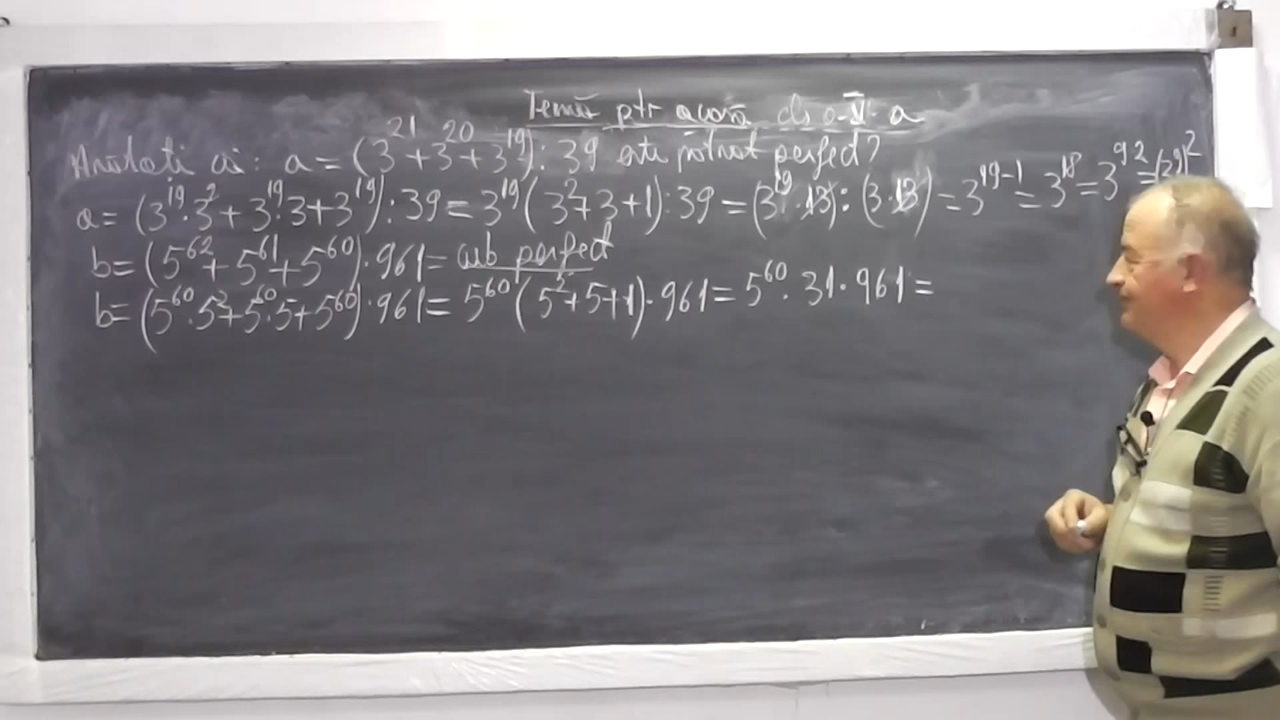 Temă ptr acasă cls a-V-a
Arătați că: a = (3²¹ + 3²⁰ + 3¹⁹) : 39 este pătrat perfect?
a = (3¹⁹·3² + 3¹⁹·3 + 3¹⁹) : 39 = 3¹⁹(3² + 3 + 1) : 39 = (3¹⁹·13) : (3·13) = 3¹⁹⁻¹ = 3¹⁸ = 3⁹·² = (3⁹)²
b = (5⁶² + 5⁶¹ + 5⁶⁰)·961 = cub perfect
b = (5⁶⁰·5² + 5⁶⁰·5 + 5⁶⁰)·961 = 5⁶⁰(5² + 5 + 1)·961 = 5⁶⁰·31·961 =